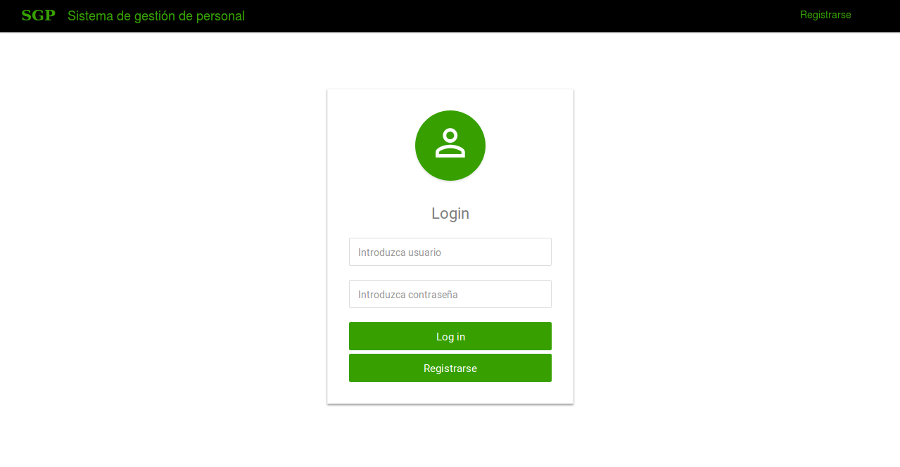 SGP Sistema de gestión de personal Registrarse
Login
Introduzca usuario
Introduzca contraseña
Log in
Registrarse